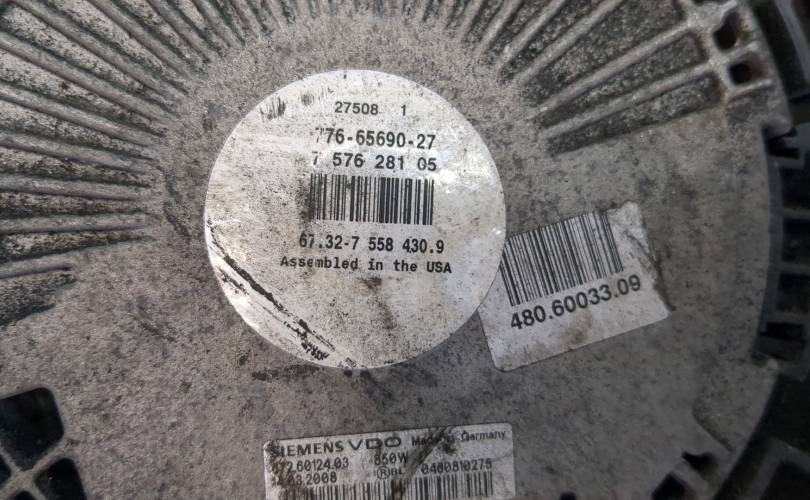 27508 1
776-65690-27
7 576 281 05
67.32-7 558 430.9
Assembled in the USA
480.60033.09
SIEMENS VDO Made in Germany
850W 0460810275